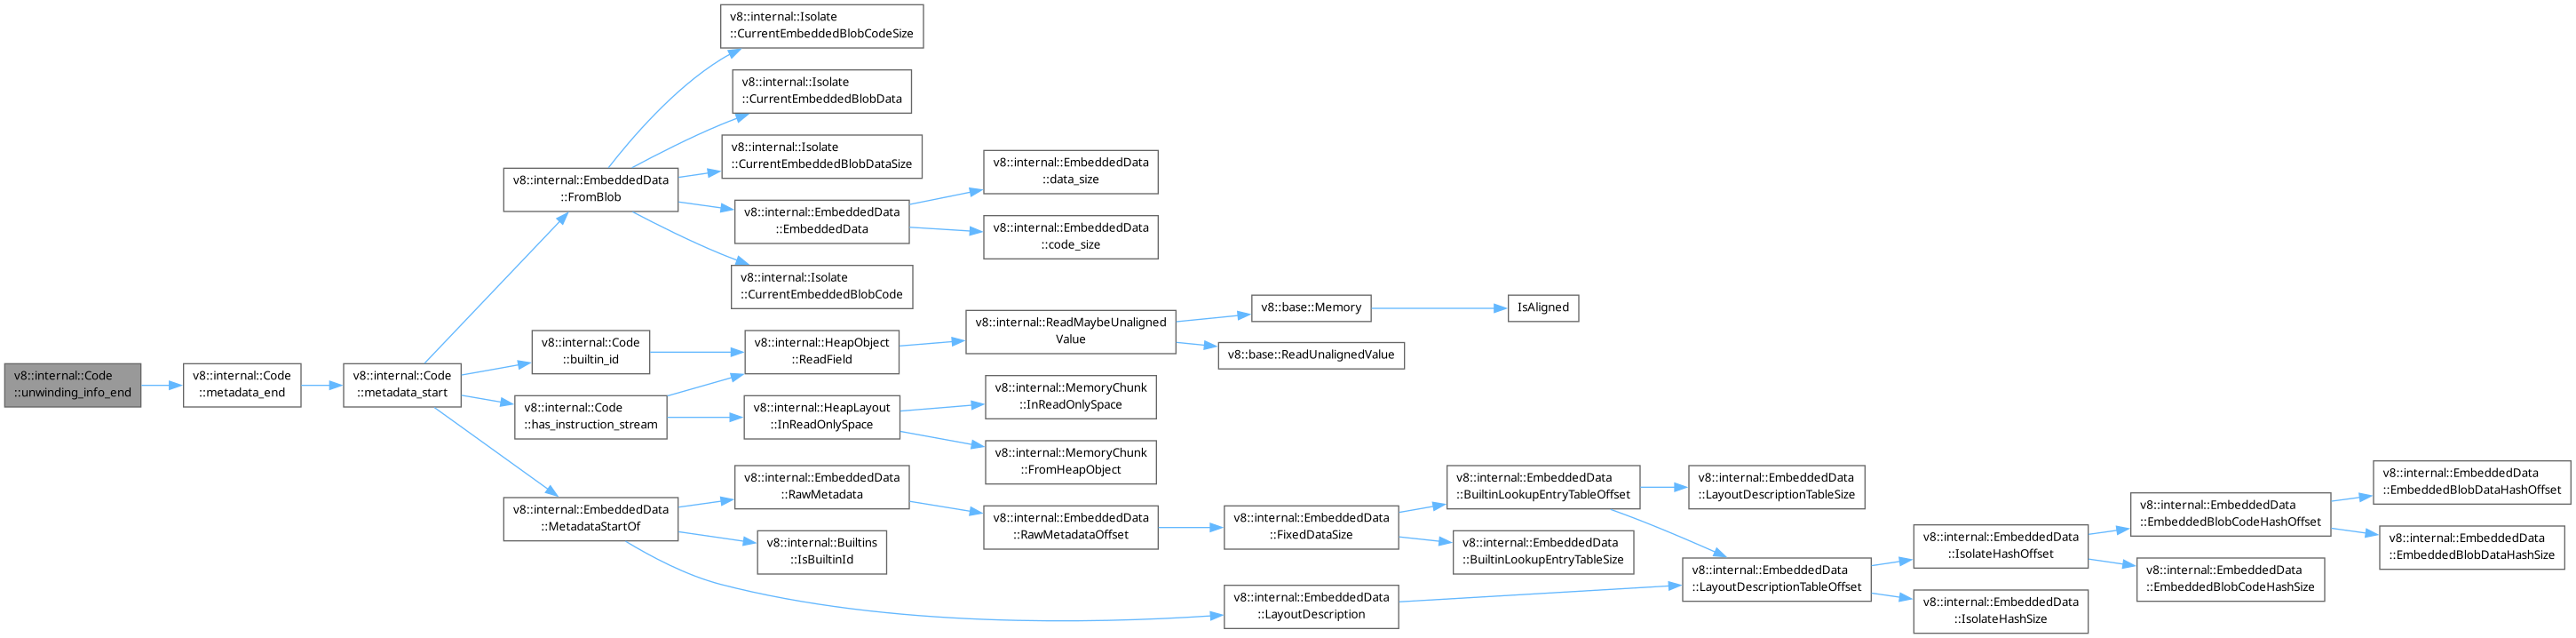 v8::internal::Isolate
::CurrentEmbeddedBlobCodeSize
v8::internal::Isolate
::CurrentEmbeddedBlobData
v8::internal::Isolate
::CurrentEmbeddedBlobDataSize
v8::internal::EmbeddedData
::FromBlob
v8::internal::EmbeddedData
::EmbeddedData
v8::internal::EmbeddedData
::data_size
v8::internal::EmbeddedData
::code_size
v8::internal::Isolate
::CurrentEmbeddedBlobCode
v8::internal::Code
::unwinding_info_end
v8::internal::Code
::metadata_end
v8::internal::Code
::metadata_start
v8::internal::Code
::builtin_id
v8::internal::HeapObject
::ReadField
v8::internal::ReadMaybeUnaligned
Value
v8::base::Memory
IsAligned
v8::base::ReadUnalignedValue
v8::internal::Code
::has_instruction_stream
v8::internal::HeapLayout
::InReadOnlySpace
v8::internal::MemoryChunk
::InReadOnlySpace
v8::internal::MemoryChunk
::FromHeapObject
v8::internal::EmbeddedData
::MetadataStartOf
v8::internal::EmbeddedData
::RawMetadata
v8::internal::Builtins
::IsBuiltinId
v8::internal::EmbeddedData
::RawMetadataOffset
v8::internal::EmbeddedData
::FixedDataSize
v8::internal::EmbeddedData
::BuiltinLookupEntryTableOffset
v8::internal::EmbeddedData
::BuiltinLookupEntryTableSize
v8::internal::EmbeddedData
::LayoutDescription
v8::internal::EmbeddedData
::LayoutDescriptionTableSize
v8::internal::EmbeddedData
::LayoutDescriptionTableOffset
v8::internal::EmbeddedData
::IsolateHashOffset
v8::internal::EmbeddedData
::IsolateHashSize
v8::internal::EmbeddedData
::EmbeddedBlobCodeHashOffset
v8::internal::EmbeddedData
::EmbeddedBlobCodeHashSize
v8::internal::EmbeddedData
::EmbeddedBlobDataHashOffset
v8::internal::EmbeddedData
::EmbeddedBlobDataHashSize